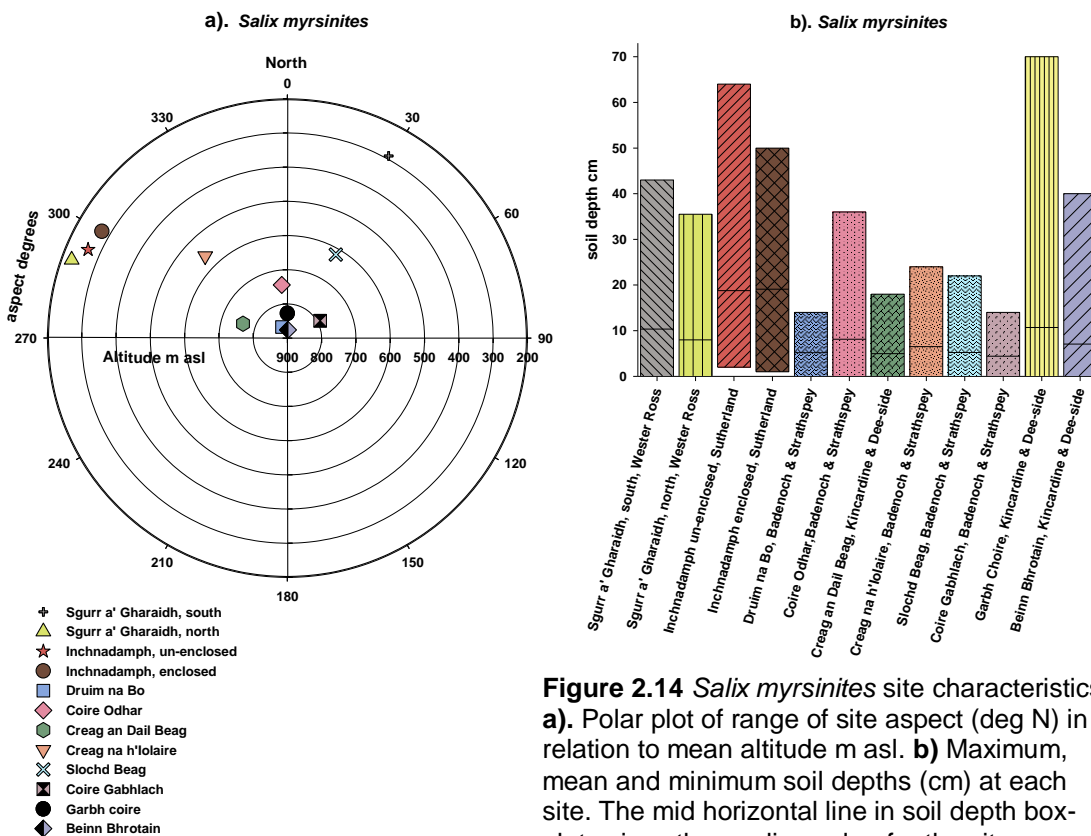 a). Salix myrsinites
North
0
30
60
90
120
150
180
210
240
270
300
330
aspect degrees
Altitude m asl
900 800 700 600 500 400 300 200
Sgurr a' Gharaidh, south
Sgurr a' Gharaidh, north
Inchnadamph, un-enclosed
Inchnadamph, enclosed
Druim na Bo
Coire Odhar
Creag an Dail Beag
Creag na h'Iolaire
Slochd Beag
Coire Gabhlach
Garbh coire
Beinn Bhrotain
b). Salix myrsinites
soil depth cm
70
60
50
40
30
20
10
0
Sgurr a' Gharaidh, south, Wester Ross
Sgurr a' Gharaidh, north, Wester Ross
Inchnadamph un-enclosed, Sutherland
Inchnadamph enclosed, Sutherland
Druim na Bo, Badenoch & Strathspey
Coire Odhar,Badenoch & Strathspey
Creag an Dail Beag, Kincardine & Dee-side
Creag na h'Iolaire, Badenoch & Strathspey
Slochd Beag, Badenoch & Strathspey
Coire Gabhlach, Badenoch & Strathspey
Garbh Choire, Kincardine & Dee-side
Beinn Bhrotain, Kincardine & Dee-side
Figure 2.14 Salix myrsinites site characteristics
a). Polar plot of range of site aspect (deg N) in
relation to mean altitude m asl. b) Maximum,
mean and minimum soil depths (cm) at each
site. The mid horizontal line in soil depth box-